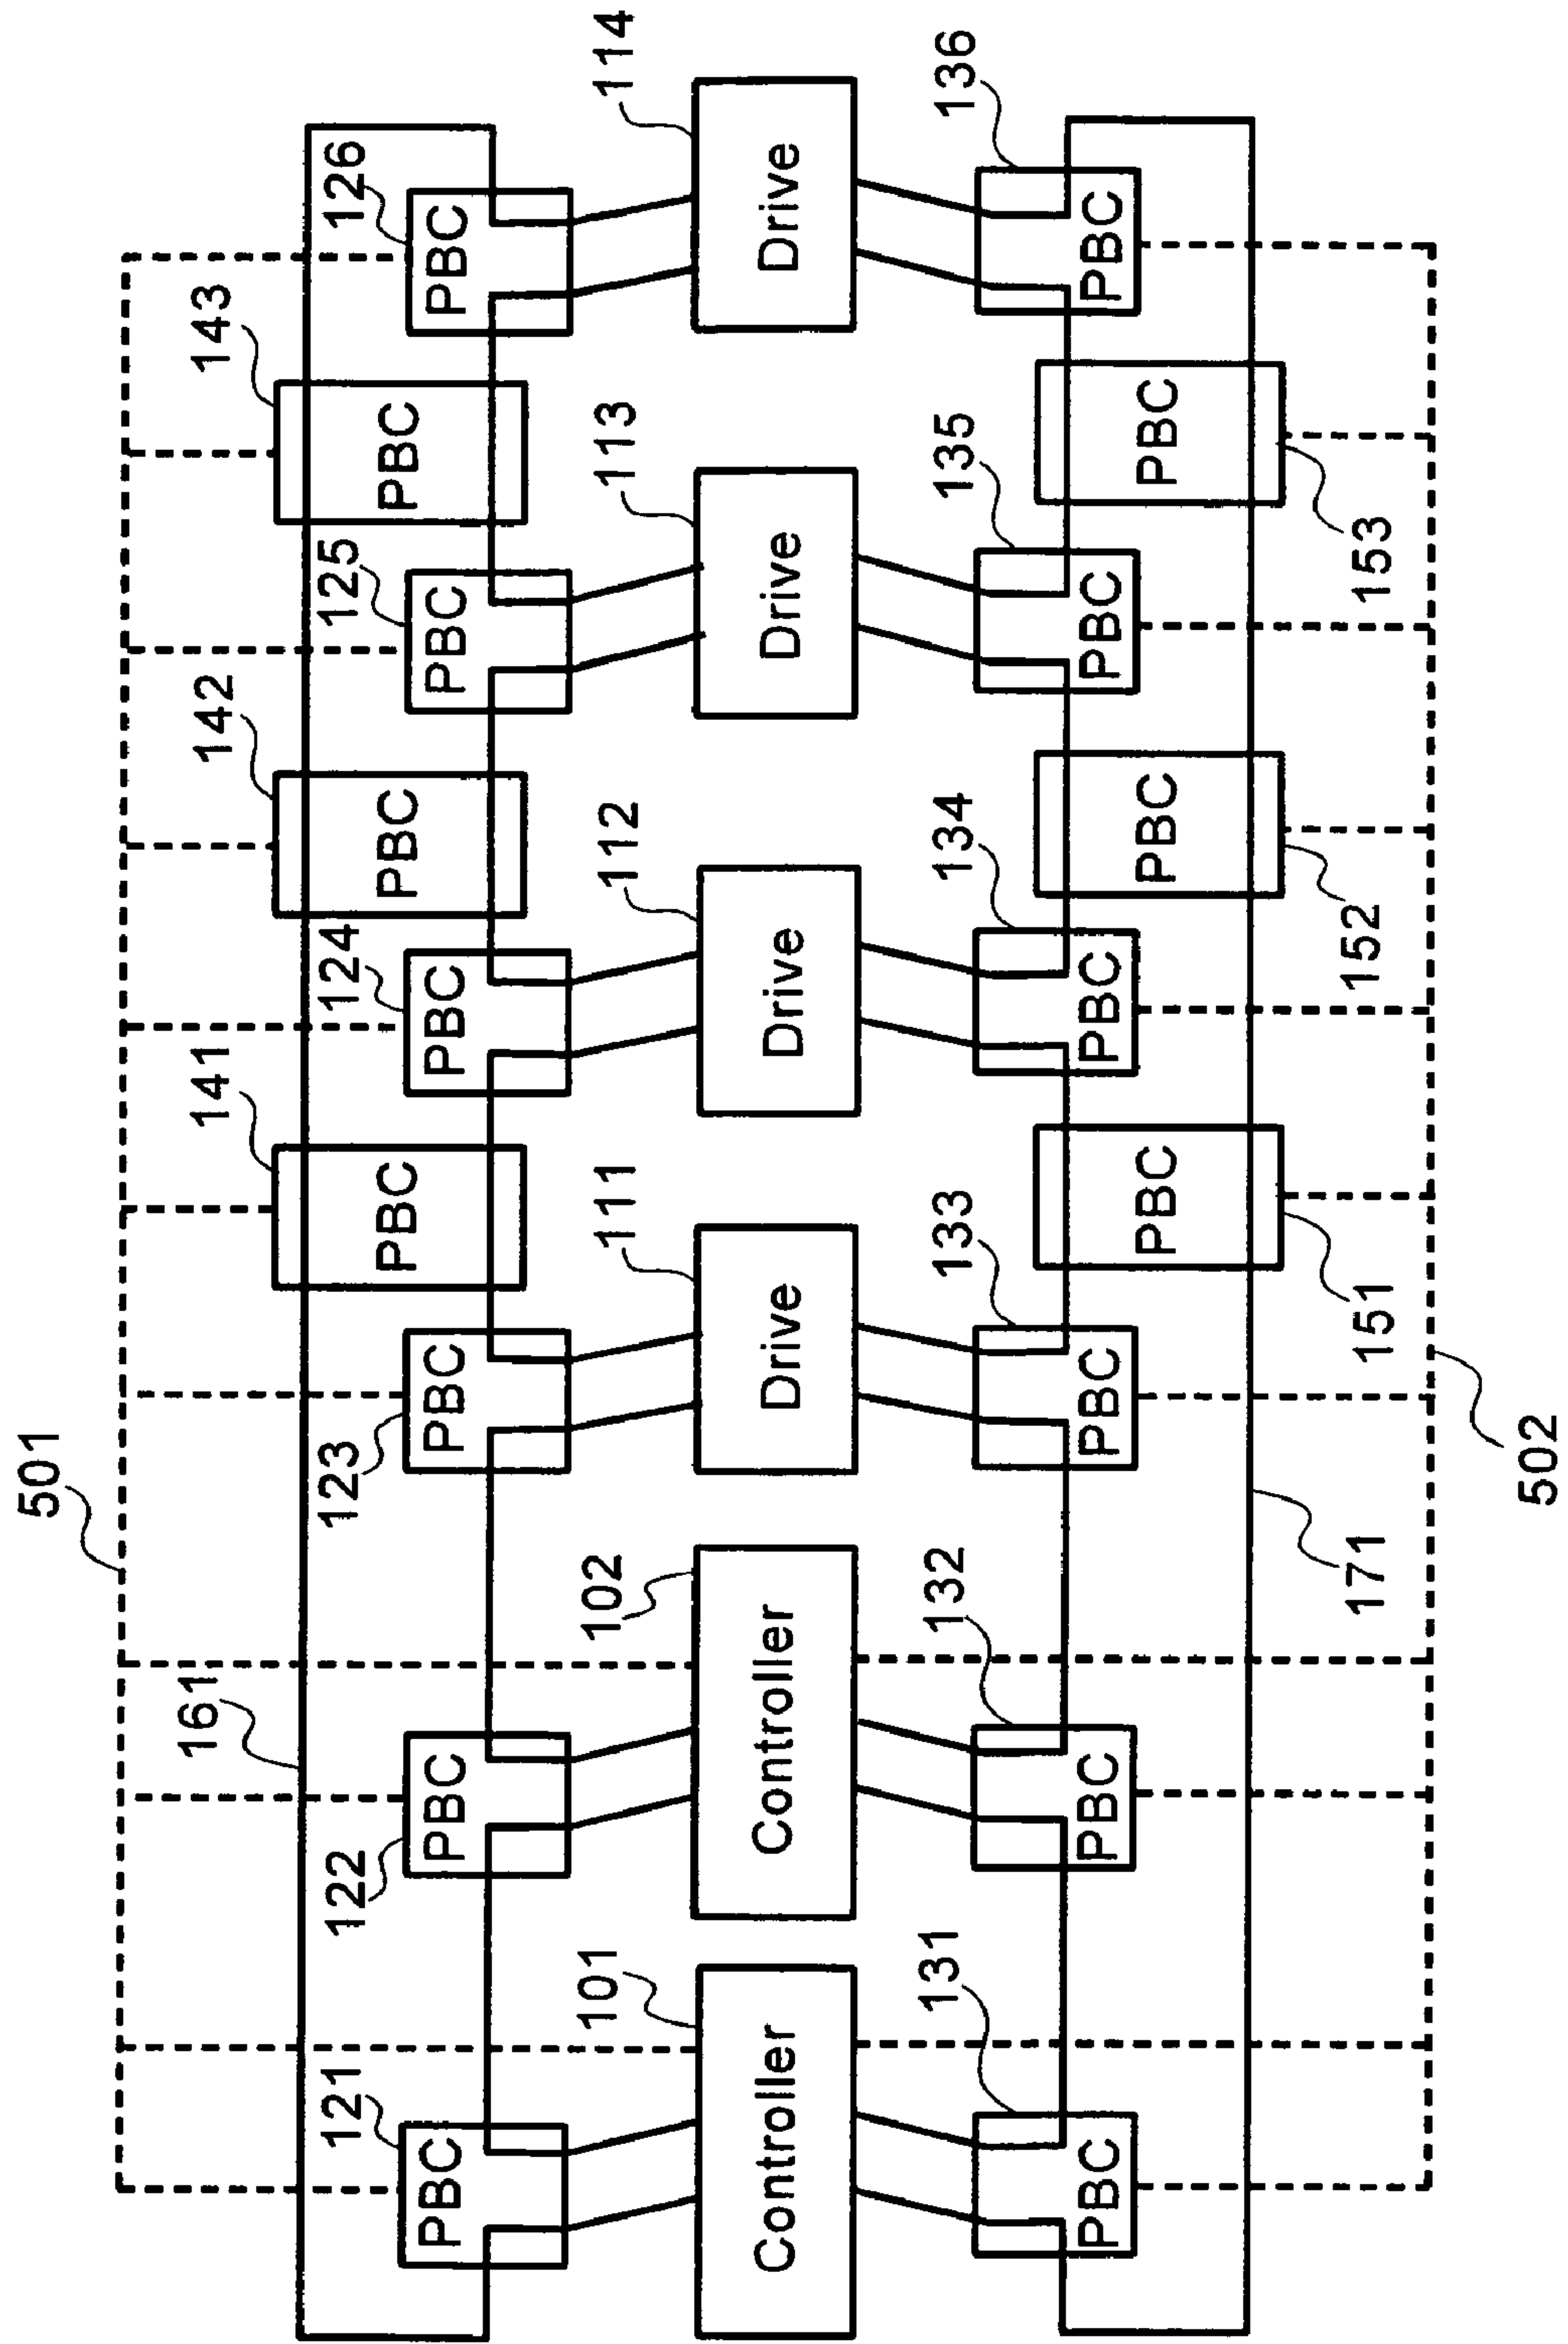 501
161
141
142
143
121
PBC
122
PBC
123
PBC
PBC
124
PBC
PBC
125
PBC
PBC
126
PBC
101
Controller
102
Controller
111
Drive
112
Drive
113
Drive
114
Drive
131
PBC
132
PBC
133
PBC
PBC
134
PBC
PBC
135
PBC
PBC
136
PBC
171
151
152
153
502